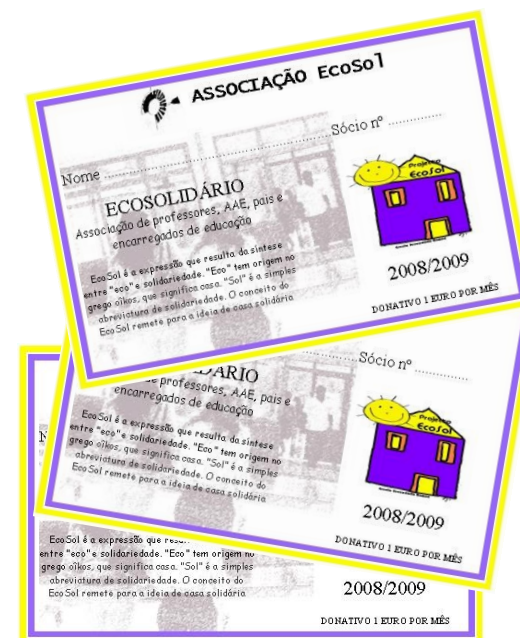 ASSOCIAÇÃO EcoSol
Sócio nº ................
Nome ................................................
ECOSOLIDÁRIO
Associação de professores, AAE, pais e
encarregados de educação
EcoSol é a expressão que resulta da síntese
entre "eco" e solidariedade. "Eco" tem origem no
grego oîkos, que significa casa. "Sol" é a simples
abreviatura de solidariedade. O conceito do
EcoSol remete para a ideia de casa solidária
Projecto
EcoSol
2008/2009
DONATIVO 1 EURO POR MÊS
Sócio nº ................
DÁRIO
de professores, AAE, pais e
encarregados de educação
EcoSol é a expressão que resulta da síntese
entre "eco" e solidariedade. "Eco" tem origem no
grego oîkos, que significa casa. "Sol" é a simples
abreviatura de solidariedade. O conceito do
EcoSol remete para a ideia de casa solidária
Projecto
EcoSol
2008/2009
DONATIVO 1 EURO POR MÊS
EcoSol é a expressão que
entre "eco" e solidariedade. "Eco" tem origem no
grego oîkos, que significa casa. "Sol" é a simples
abreviatura de solidariedade. O conceito do
EcoSol remete para a ideia de casa solidária
2008/2009
DONATIVO 1 EURO POR MÊS